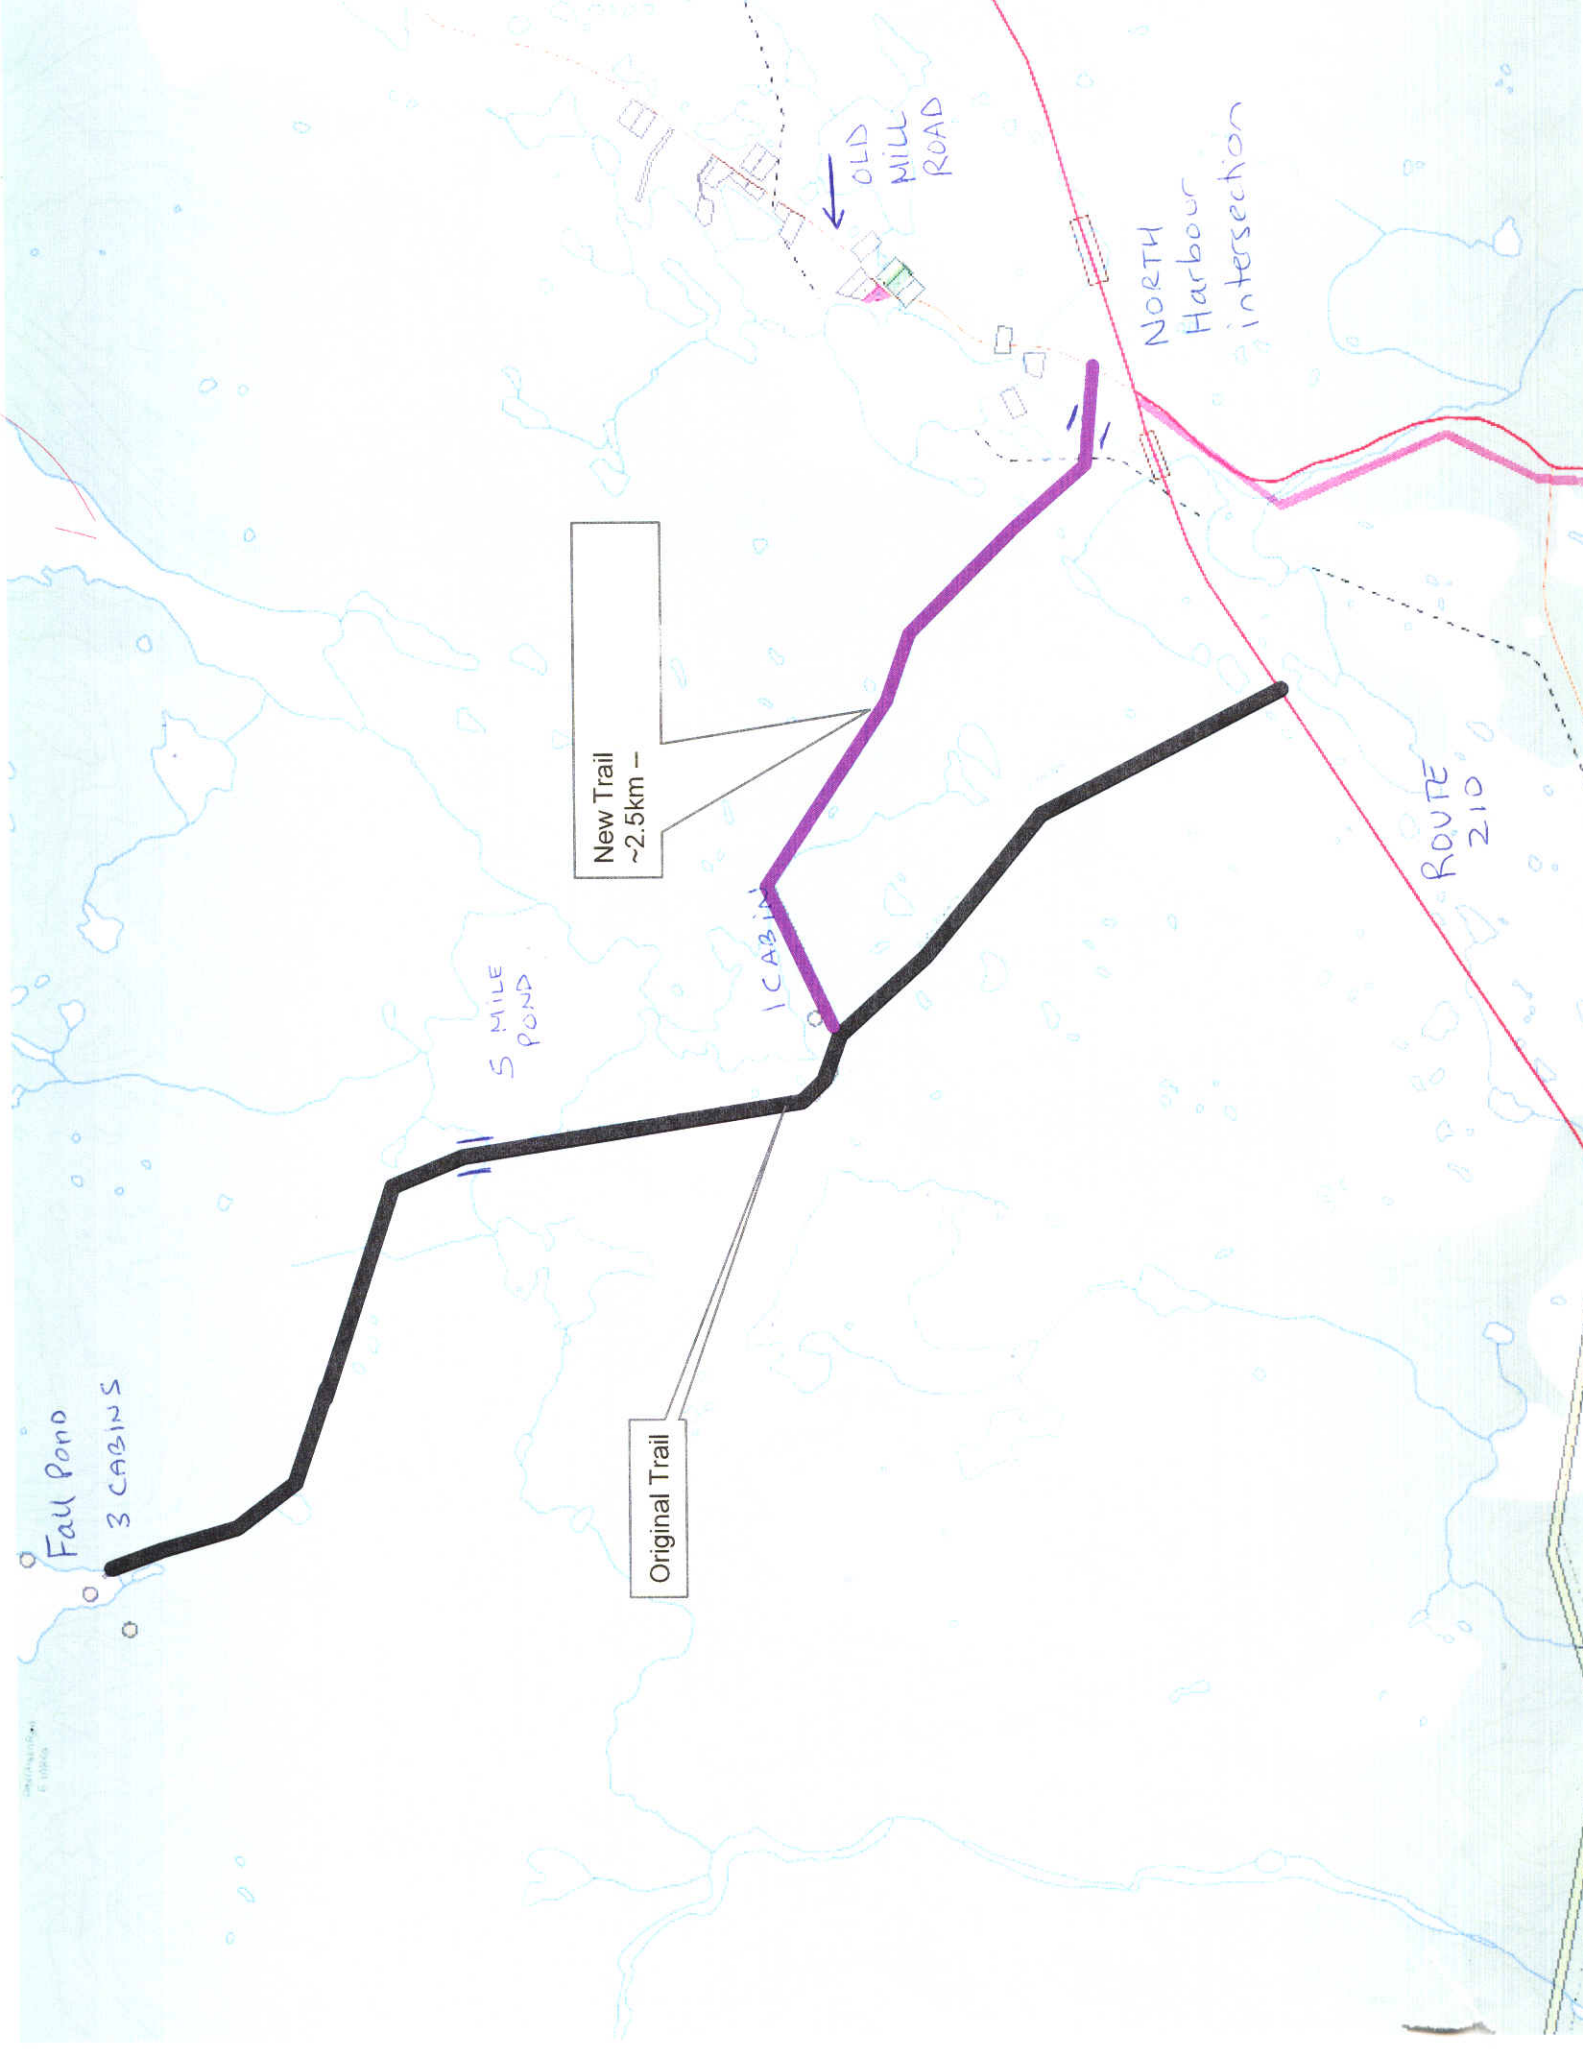 Fall Pond
3 CABINS
5 MILE
POND
1 CABIN
New Trail
~2.5km –
Original Trail
OLD
MILL
ROAD
NORTH
Harbour
intersection
ROUTE
210